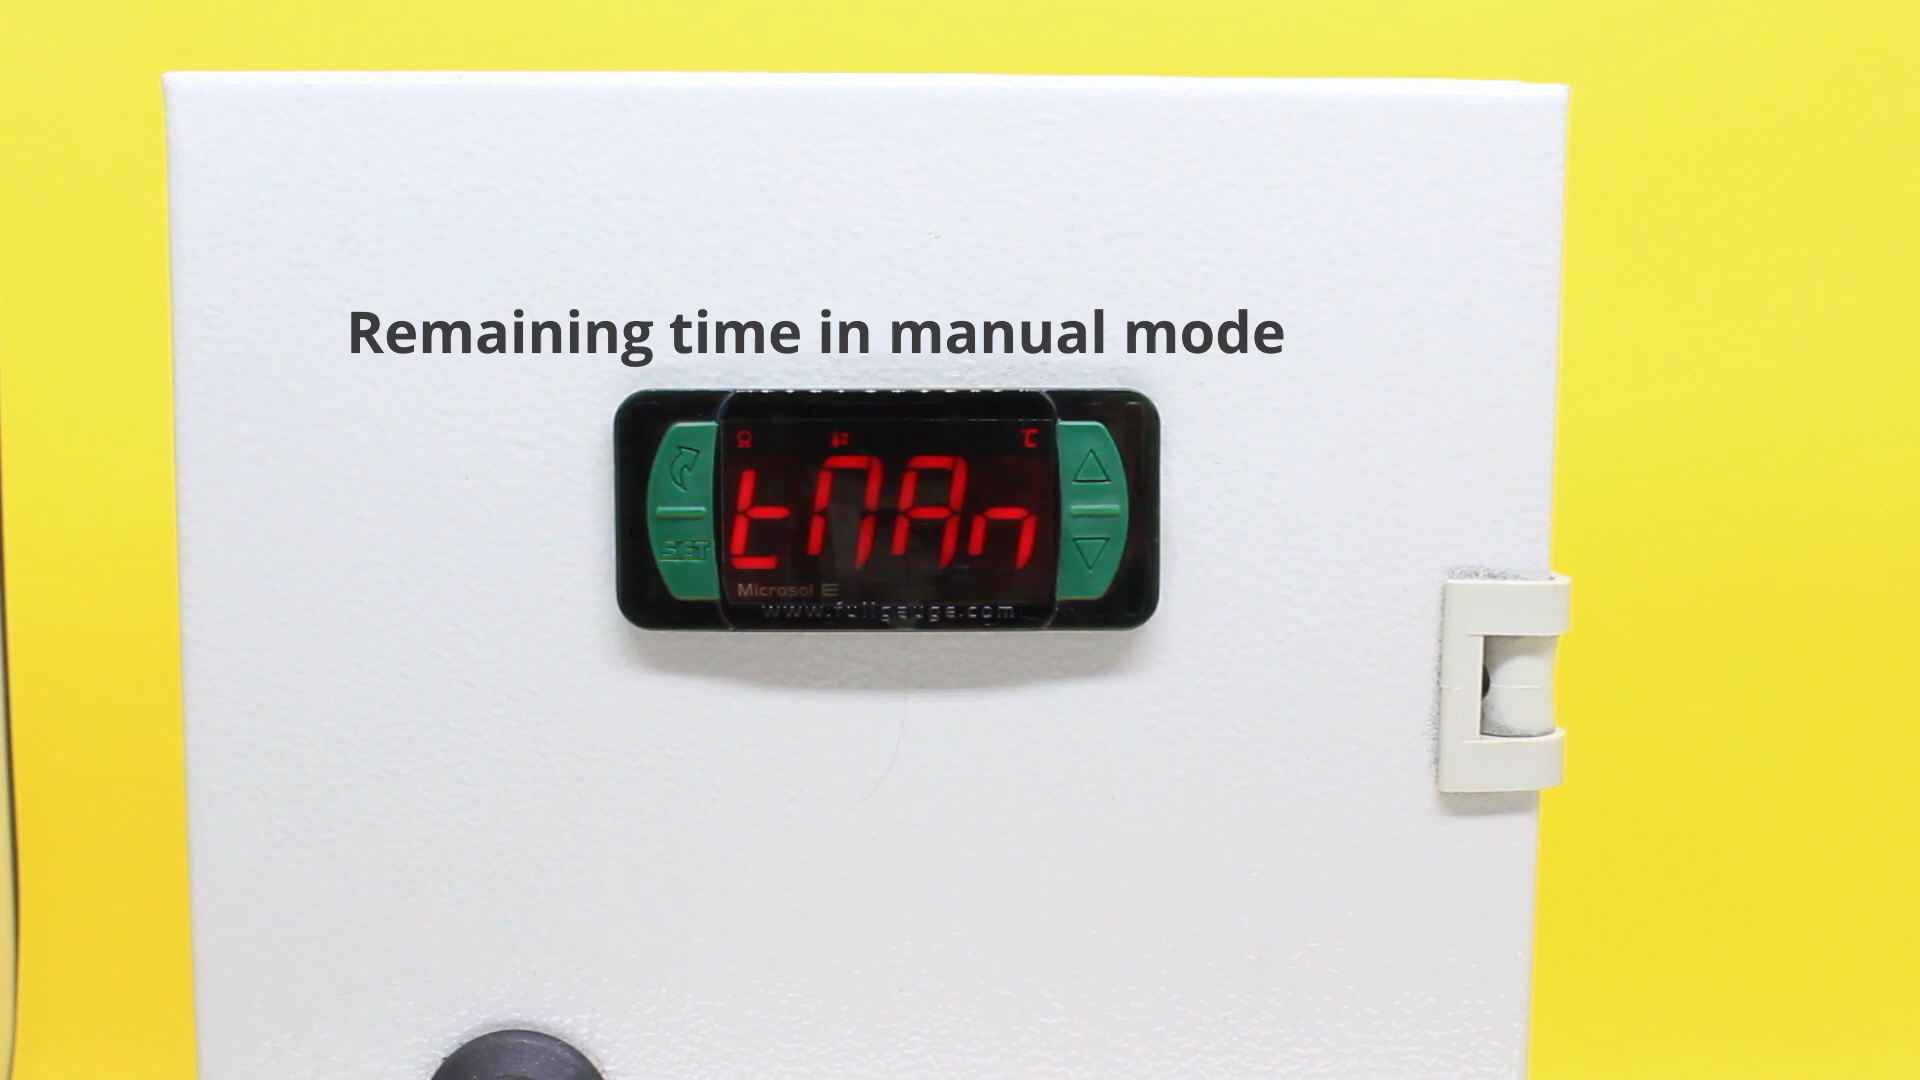 Remaining time in manual mode
°C
tMAn
SET
Microsol E
www.fullgauge.com